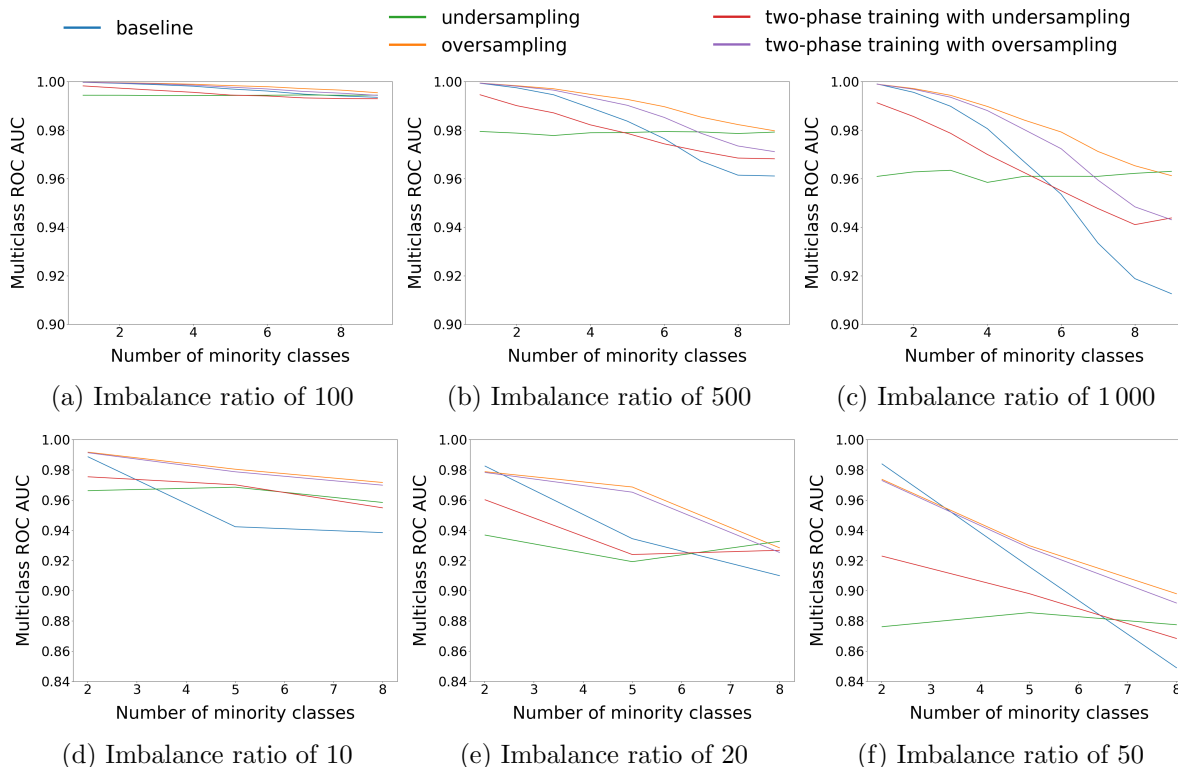 baseline
undersampling
oversampling
two-phase training with undersampling
two-phase training with oversampling
Multiclass ROC AUC
1.00
0.98
0.96
0.94
0.92
0.90
2 4 6 8
Number of minority classes
(a) Imbalance ratio of 100
Multiclass ROC AUC
1.00
0.98
0.96
0.94
0.92
0.90
2 4 6 8
Number of minority classes
(b) Imbalance ratio of 500
Multiclass ROC AUC
1.00
0.98
0.96
0.94
0.92
0.90
2 4 6 8
Number of minority classes
(c) Imbalance ratio of 1 000
Multiclass ROC AUC
1.00
0.98
0.96
0.94
0.92
0.90
0.88
0.86
0.84
2 3 4 5 6 7 8
Number of minority classes
(d) Imbalance ratio of 10
Multiclass ROC AUC
1.00
0.98
0.96
0.94
0.92
0.90
0.88
0.86
0.84
2 3 4 5 6 7 8
Number of minority classes
(e) Imbalance ratio of 20
Multiclass ROC AUC
1.00
0.98
0.96
0.94
0.92
0.90
0.88
0.86
0.84
2 3 4 5 6 7 8
Number of minority classes
(f) Imbalance ratio of 50